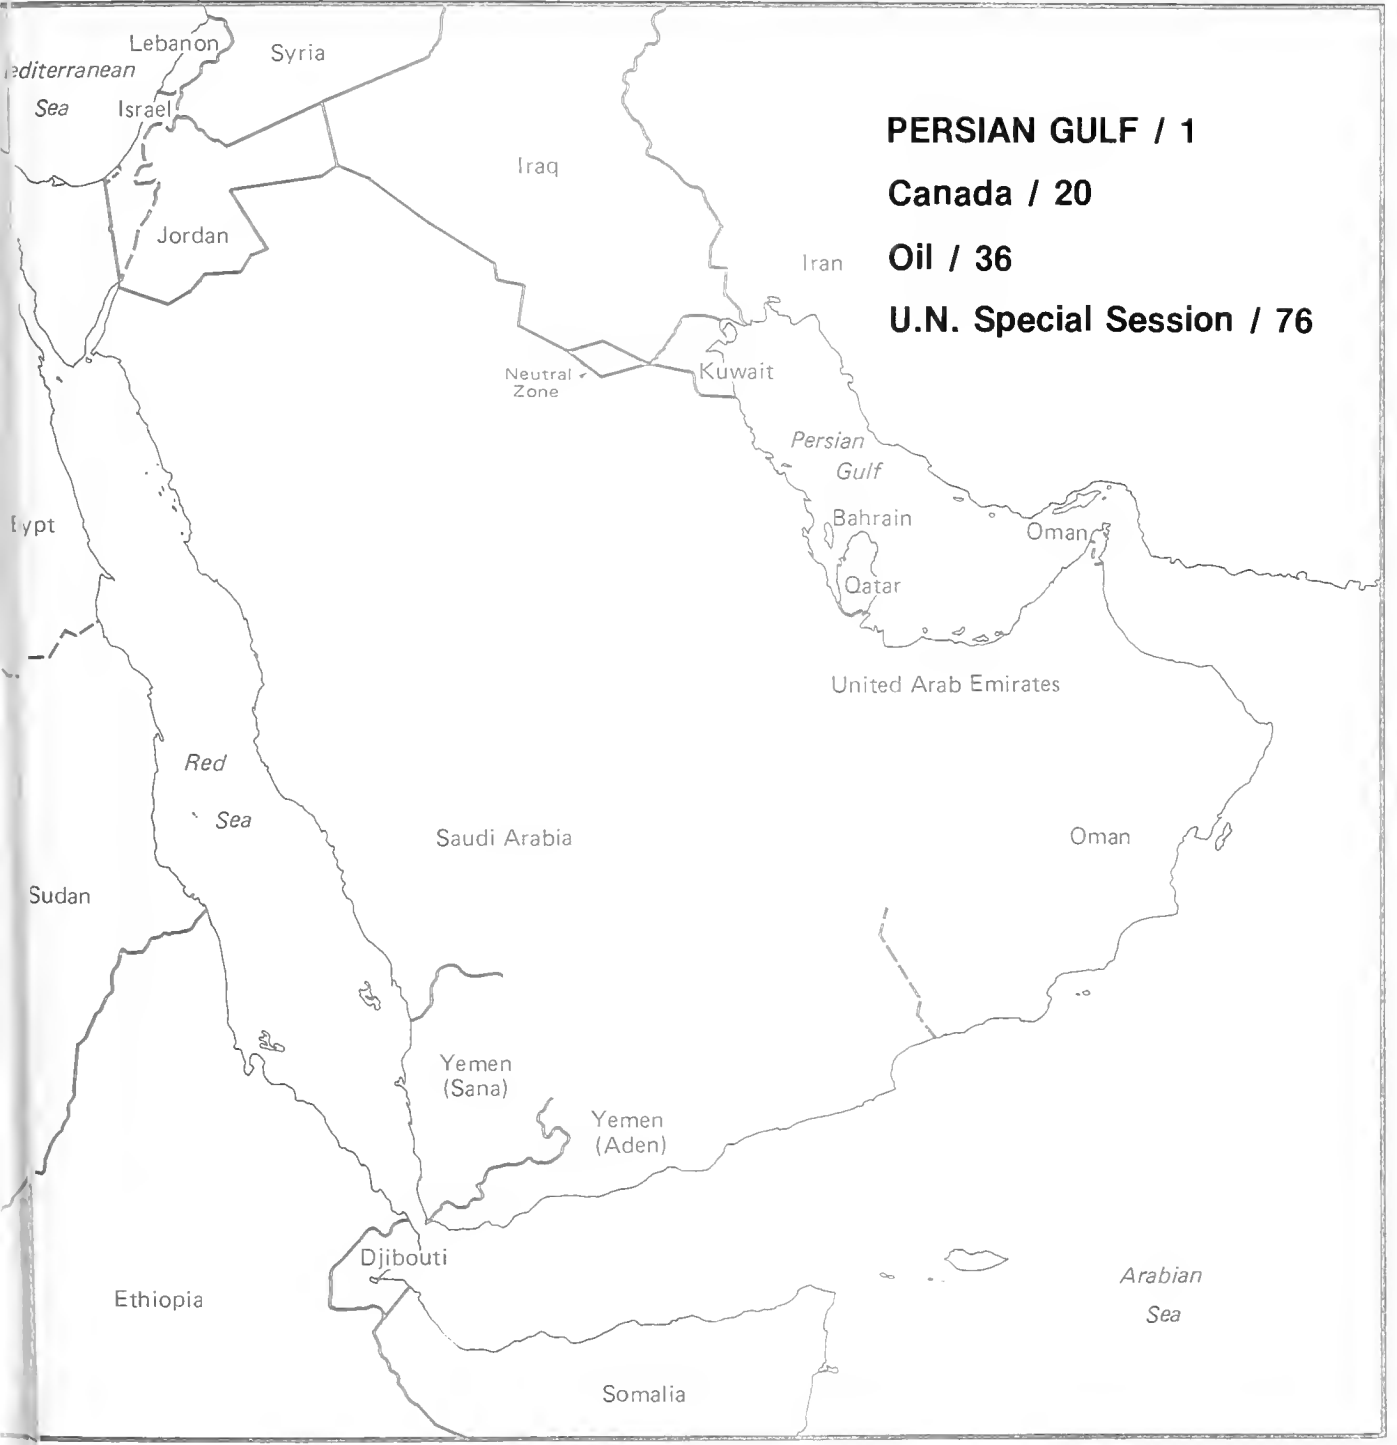 Lebanon
Syria
editerranean
Sea
Israel
Iraq
PERSIAN GULF / 1
Canada / 20
Oil / 36
U.N. Special Session / 76
Jordan
Iran
Neutral
Zone
Kuwait
Persian
Gulf
Bahrain
Oman
Qatar
ypt
United Arab Emirates
Red
Sea
Saudi Arabia
Oman
Sudan
Yemen
(Sana)
Yemen
(Aden)
Djibouti
Ethiopia
Arabian
Sea
Somalia